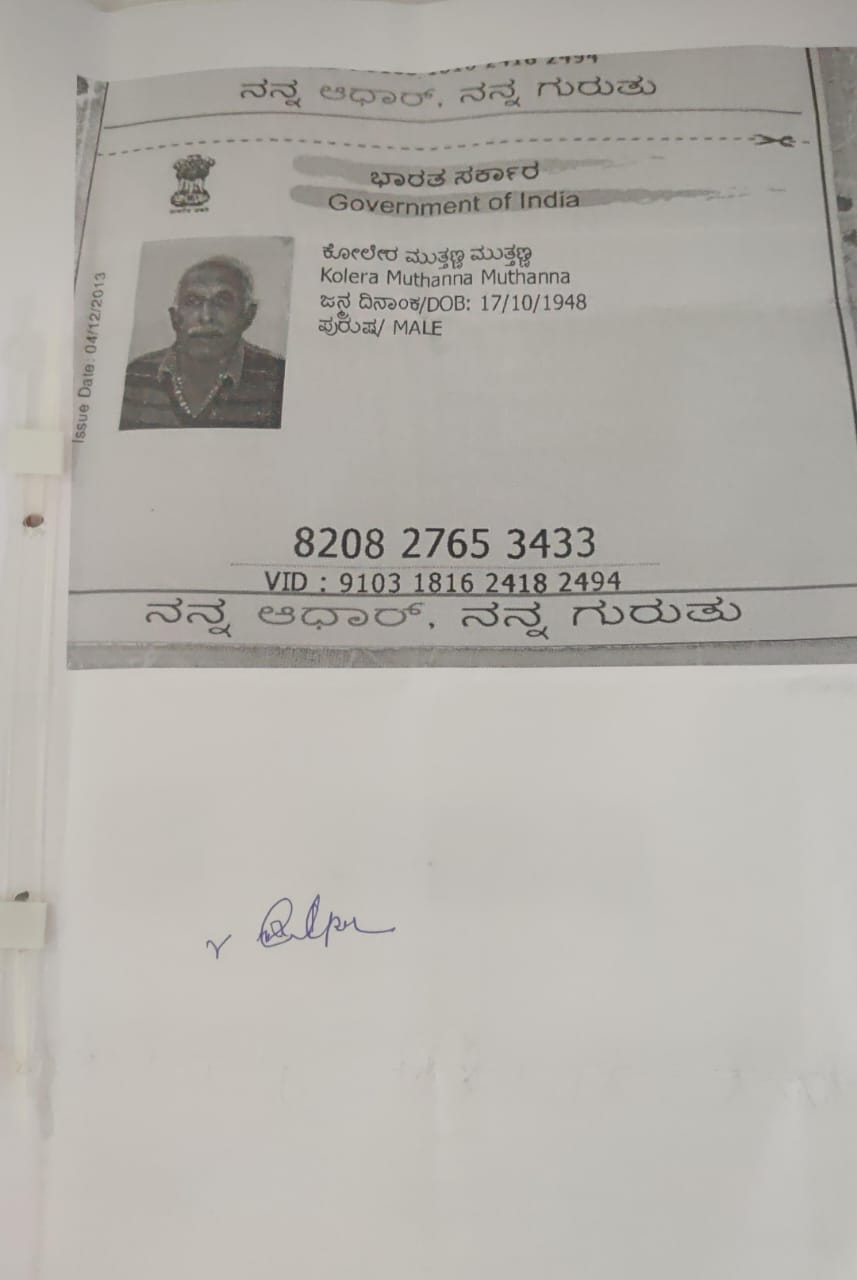 ನನ್ನ ಆಧಾರ್, ನನ್ನ ಗುರುತು
ಭಾರತ ಸರ್ಕಾರ
Government of India
ಕೋಲೇರ ಮುತ್ತಣ್ಣ ಮುತ್ತಣ್ಣ
Kolera Muthanna Muthanna
ಜನ್ಮ ದಿನಾಂಕ/DOB: 17/10/1948
ಪುರುಷ/ MALE
Issue Date: 04/12/2013
8208 2765 3433
VID : 9103 1816 2418 2494
ನನ್ನ ಆಧಾರ್, ನನ್ನ ಗುರುತು